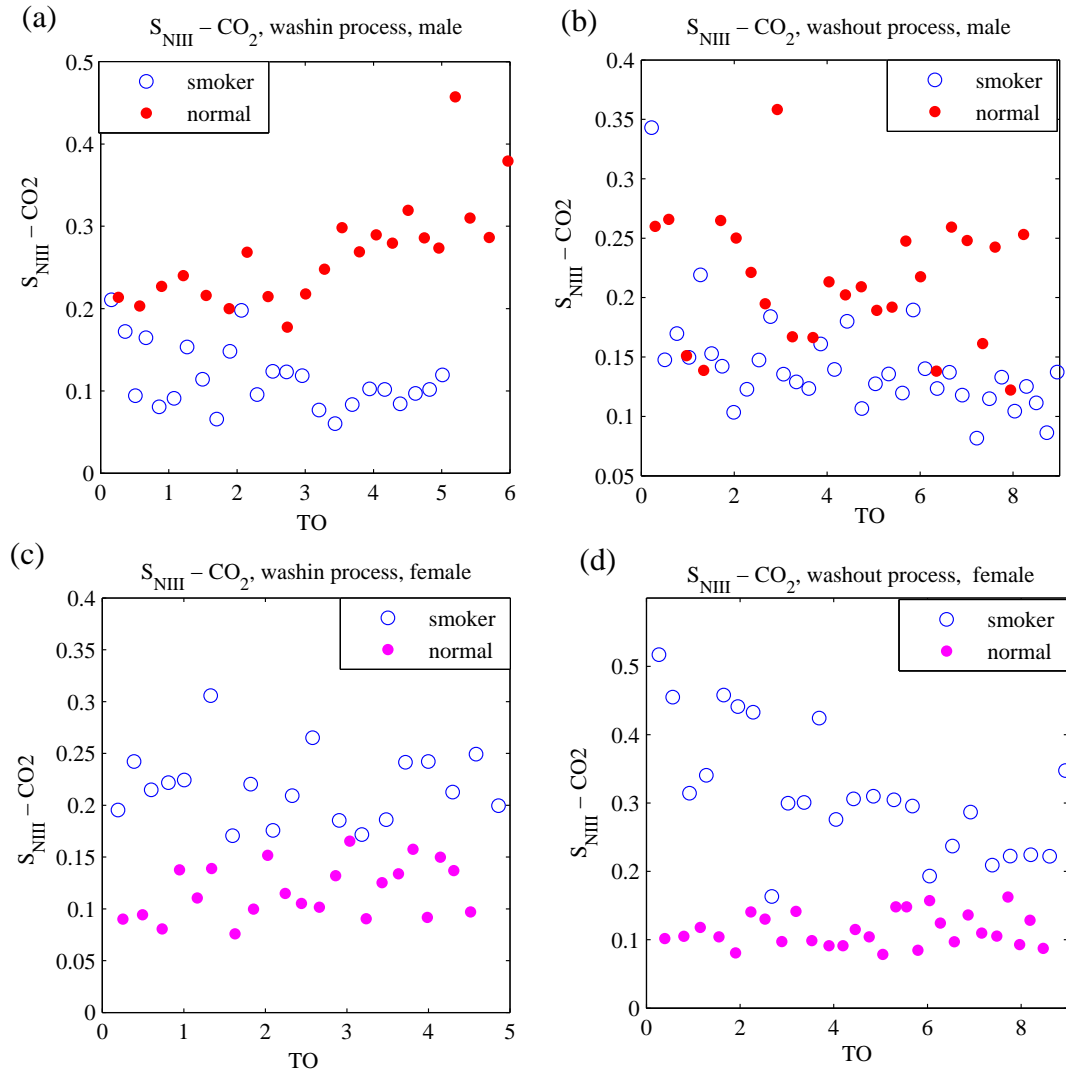 (a)
S_NIII – CO_2, washin process, male
0.5
0.4
0.3
0.2
0.1
0
S_NIII – CO2
smoker
normal
0 1 2 3 4 5 6
TO
(b)
S_NIII – CO_2, washout process, male
0.4
0.35
0.3
0.25
0.2
0.15
0.1
0.05
S_NIII – CO2
smoker
normal
0 2 4 6 8
TO
(c)
S_NIII – CO_2, washin process, female
0.4
0.35
0.3
0.25
0.2
0.15
0.1
0.05
0
S_NIII – CO2
smoker
normal
0 1 2 3 4 5
TO
(d)
S_NIII – CO_2, washout process, female
0.5
0.4
0.3
0.2
0.1
0
S_NIII – CO2
smoker
normal
0 2 4 6 8
TO